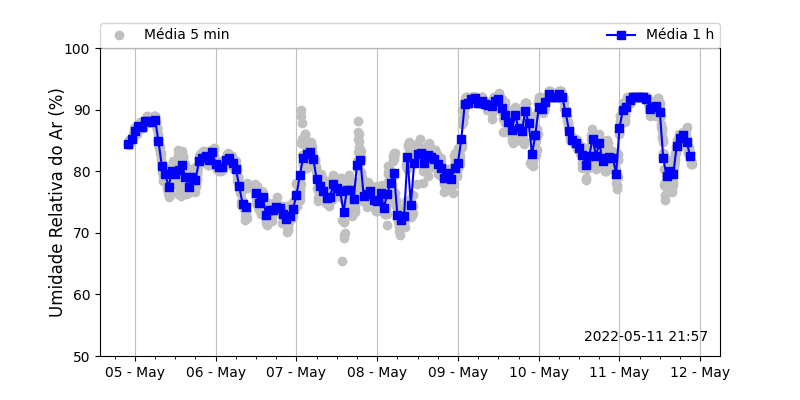 Média 5 min
Média 1 h
Umidade Relativa do Ar (%)
100
90
80
70
60
50
2022-05-11 21:57
05 - May
06 - May
07 - May
08 - May
09 - May
10 - May
11 - May
12 - May